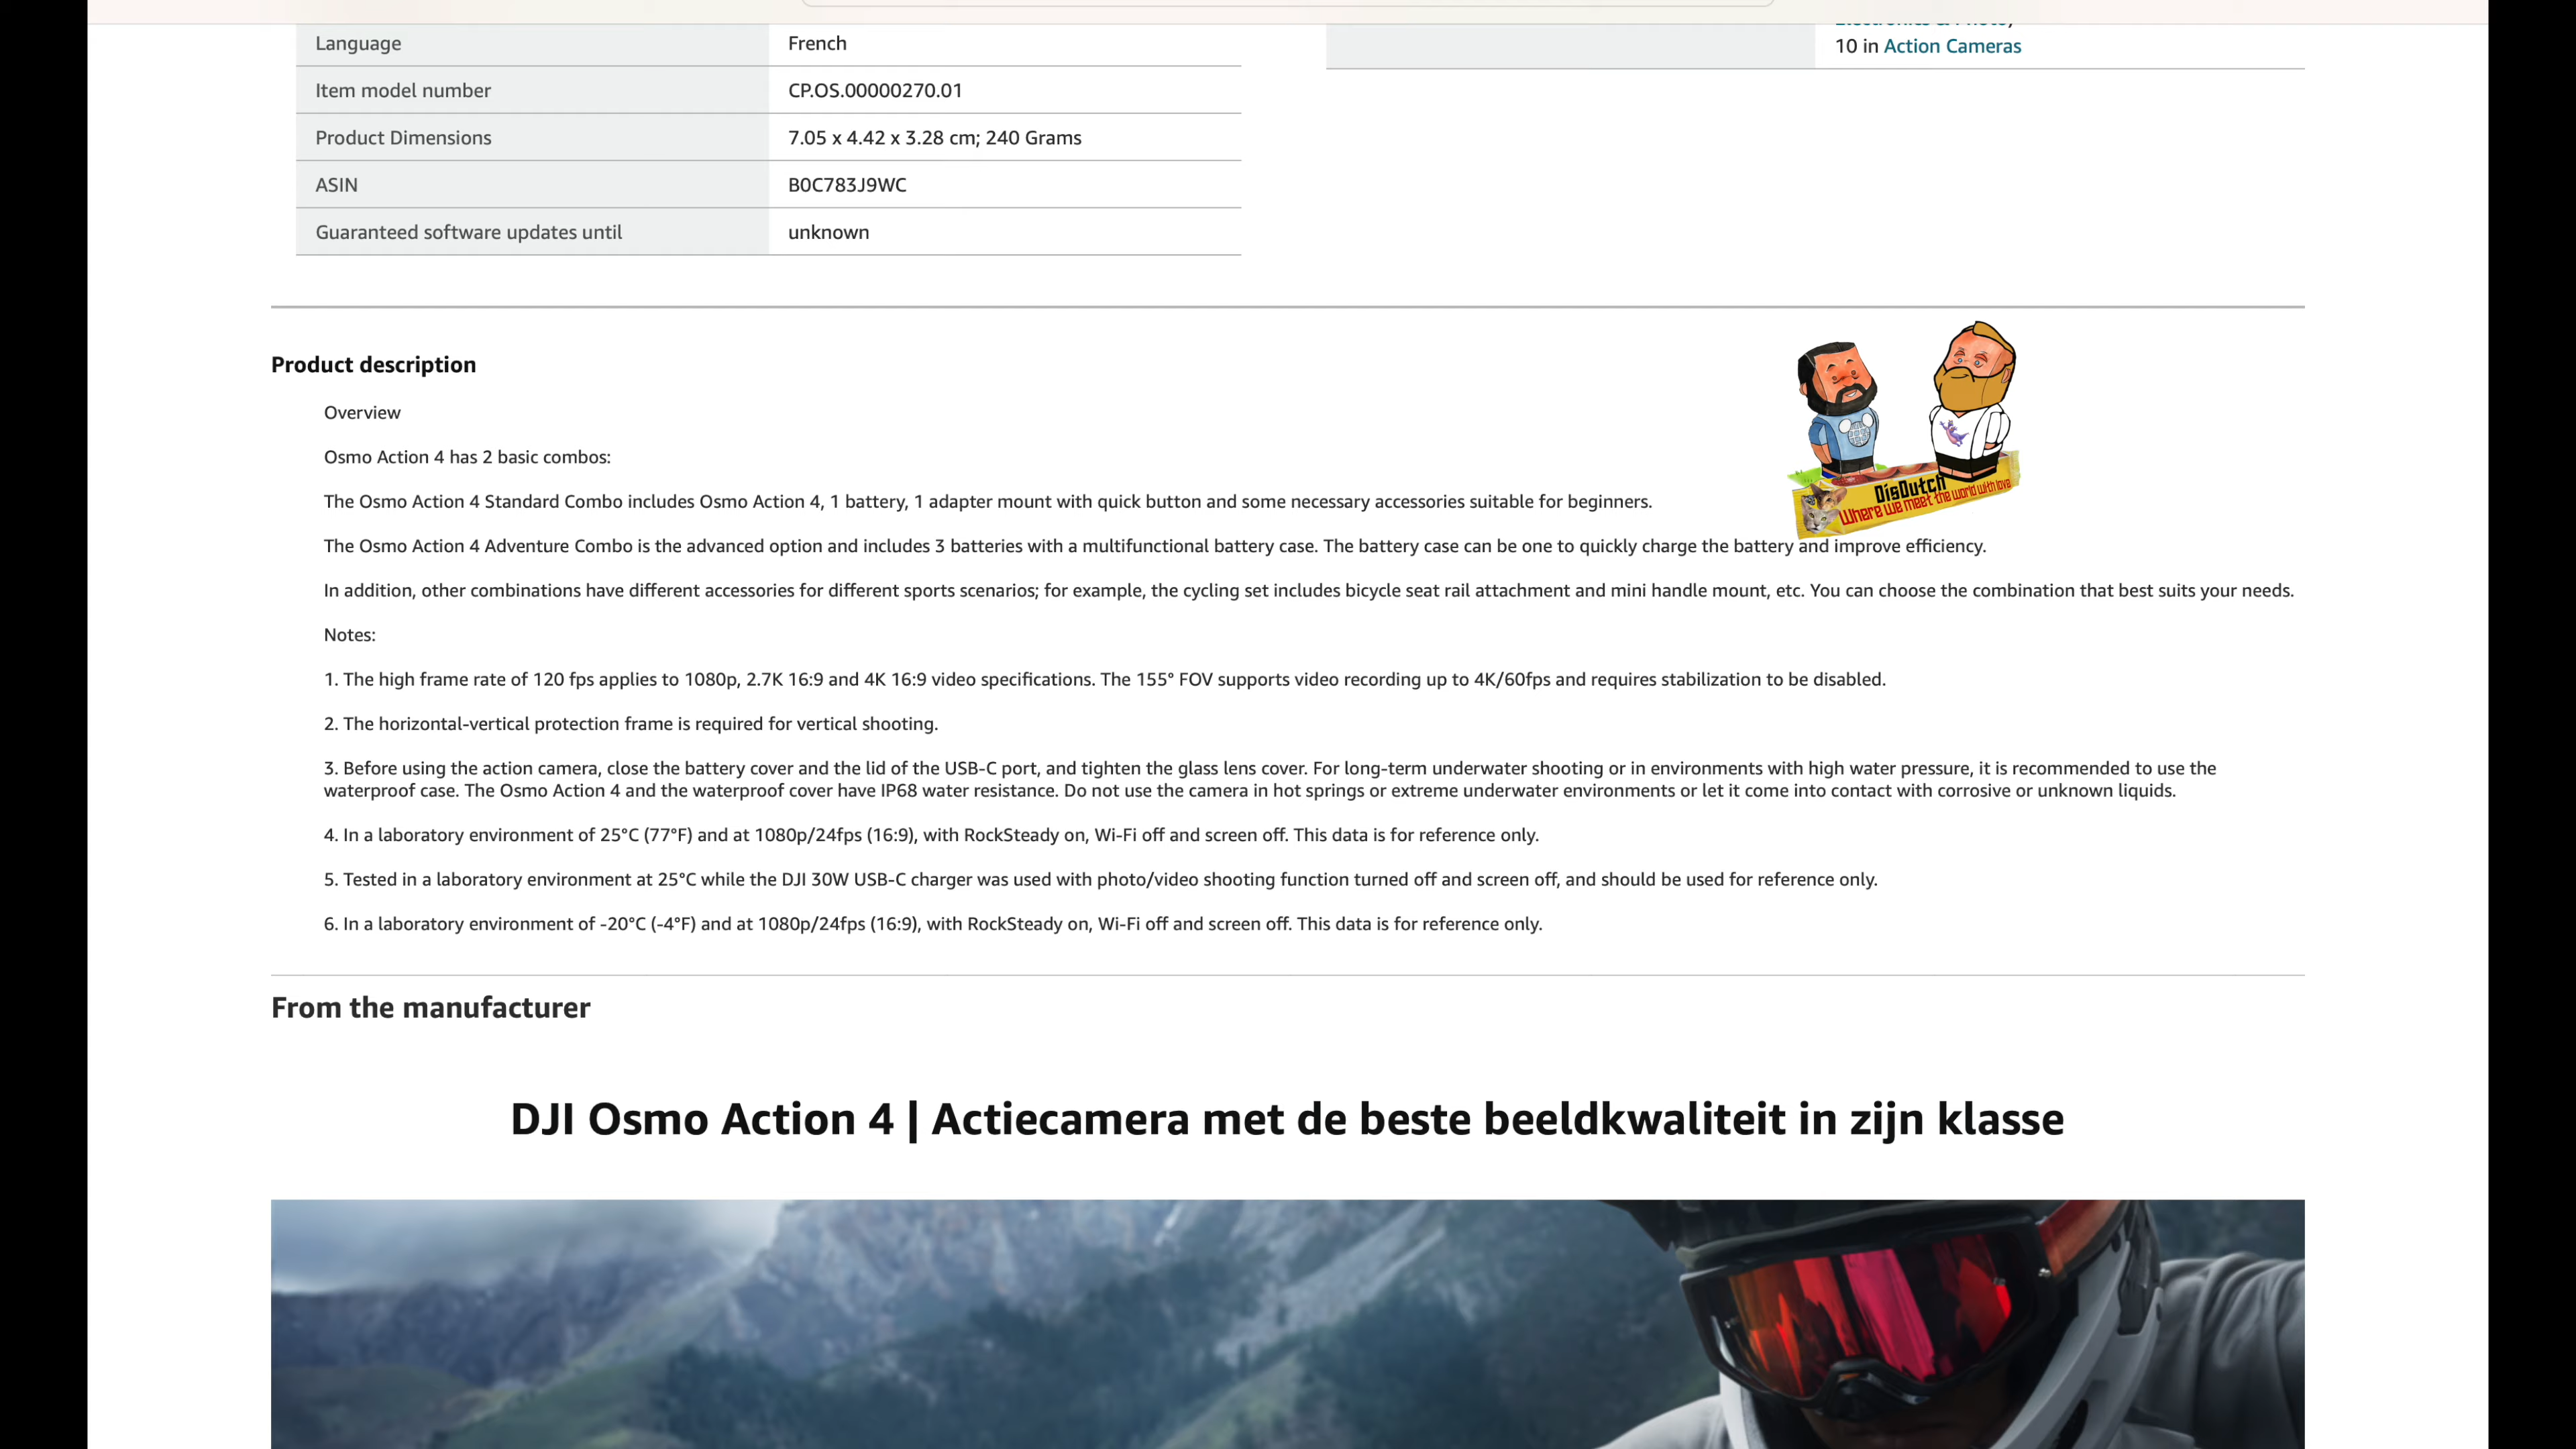 10 in Action Cameras
Language French
Item model number CP.OS.00000270.01
Product Dimensions 7.05 x 4.42 x 3.28 cm; 240 Grams
ASIN B0C783J9WC
Guaranteed software updates until unknown
Product description
Overview
Osmo Action 4 has 2 basic combos:
The Osmo Action 4 Standard Combo includes Osmo Action 4, 1 battery, 1 adapter mount with quick button and some necessary accessories suitable for beginners.
DisDutch
Where we meet the world with love
The Osmo Action 4 Adventure Combo is the advanced option and includes 3 batteries with a multifunctional battery case. The battery case can be one to quickly charge the battery and improve efficiency.
In addition, other combinations have different accessories for different sports scenarios; for example, the cycling set includes bicycle seat rail attachment and mini handle mount, etc. You can choose the combination that best suits your needs.
Notes:
1. The high frame rate of 120 fps applies to 1080p, 2.7K 16:9 and 4K 16:9 video specifications. The 155° FOV supports video recording up to 4K/60fps and requires stabilization to be disabled.
2. The horizontal-vertical protection frame is required for vertical shooting.
3. Before using the action camera, close the battery cover and the lid of the USB-C port, and tighten the glass lens cover. For long-term underwater shooting or in environments with high water pressure, it is recommended to use the
waterproof case. The Osmo Action 4 and the waterproof cover have IP68 water resistance. Do not use the camera in hot springs or extreme underwater environments or let it come into contact with corrosive or unknown liquids.
4. In a laboratory environment of 25°C (77°F) and at 1080p/24fps (16:9), with RockSteady on, Wi-Fi off and screen off. This data is for reference only.
5. Tested in a laboratory environment at 25°C while the DJI 30W USB-C charger was used with photo/video shooting function turned off and screen off, and should be used for reference only.
6. In a laboratory environment of -20°C (-4°F) and at 1080p/24fps (16:9), with RockSteady on, Wi-Fi off and screen off. This data is for reference only.
From the manufacturer
DJI Osmo Action 4 | Actiecamera met de beste beeldkwaliteit in zijn klasse